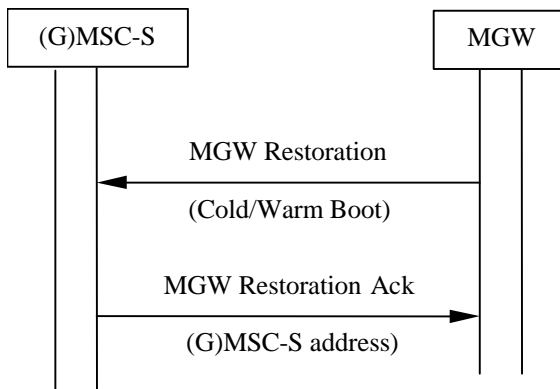 (G)MSC-S
MGW
MGW Restoration
(Cold/Warm Boot)
MGW Restoration Ack
(G)MSC-S address)